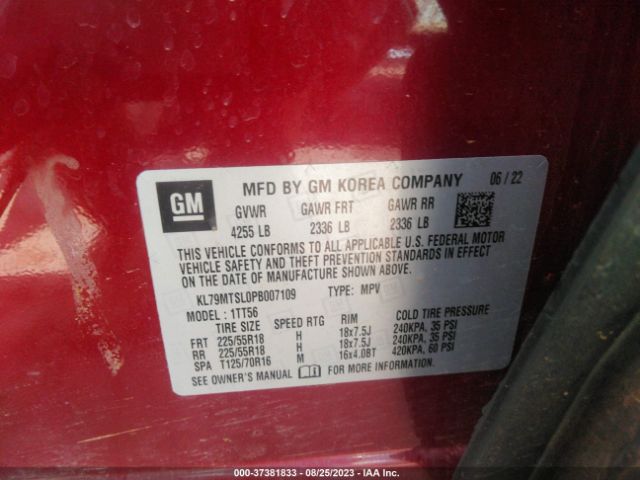 GM
MFD BY GM KOREA COMPANY 06 / 22
GVWR GAWR FRT GAWR RR
4255 LB 2336 LB 2336 LB
THIS VEHICLE CONFORMS TO ALL APPLICABLE U.S. FEDERAL MOTOR
VEHICLE SAFETY AND THEFT PREVENTION STANDARDS IN EFFECT
ON THE DATE OF MANUFACTURE SHOWN ABOVE.
KL79MTSL0PB007109 TYPE: MPV
MODEL: 1TT56
TIRE SIZE SPEED RTG RIM COLD TIRE PRESSURE
FRT 225/55R18 H 18x7.5J 240KPA, 35 PSI
RR 225/55R18 H 18x7.5J 240KPA, 35 PSI
SPA T125/70R16 M 16x4.0BT 420KPA, 60 PSI
SEE OWNER'S MANUAL FOR MORE INFORMATION.
000-37381833 - 08/25/2023 - IAA Inc.